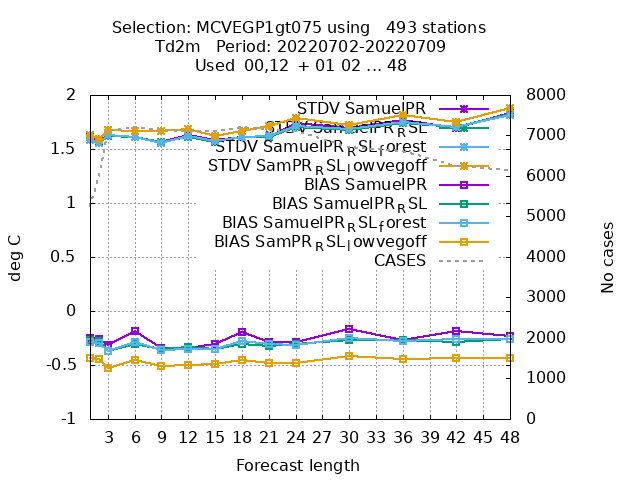 Selection: MCVEGP1gt075 using   493 stations
Td2m   Period: 20220702-20220709
Used  00,12  + 01 02 ... 48
2
1.5
1
0.5
0
-0.5
-1
8000
7000
6000
5000
4000
3000
2000
1000
0
deg C
No cases
STDV SamuelPR
STDV SamuelPR_RSL
STDV SamuelPR_RSL_forest
STDV SamPR_RSL_lowvegoff
BIAS SamuelPR
BIAS SamuelPR_RSL
BIAS SamuelPR_RSL_forest
BIAS SamPR_RSL_lowvegoff
CASES
3 6 9 12 15 18 21 24 27 30 33 36 39 42 45 48
Forecast length